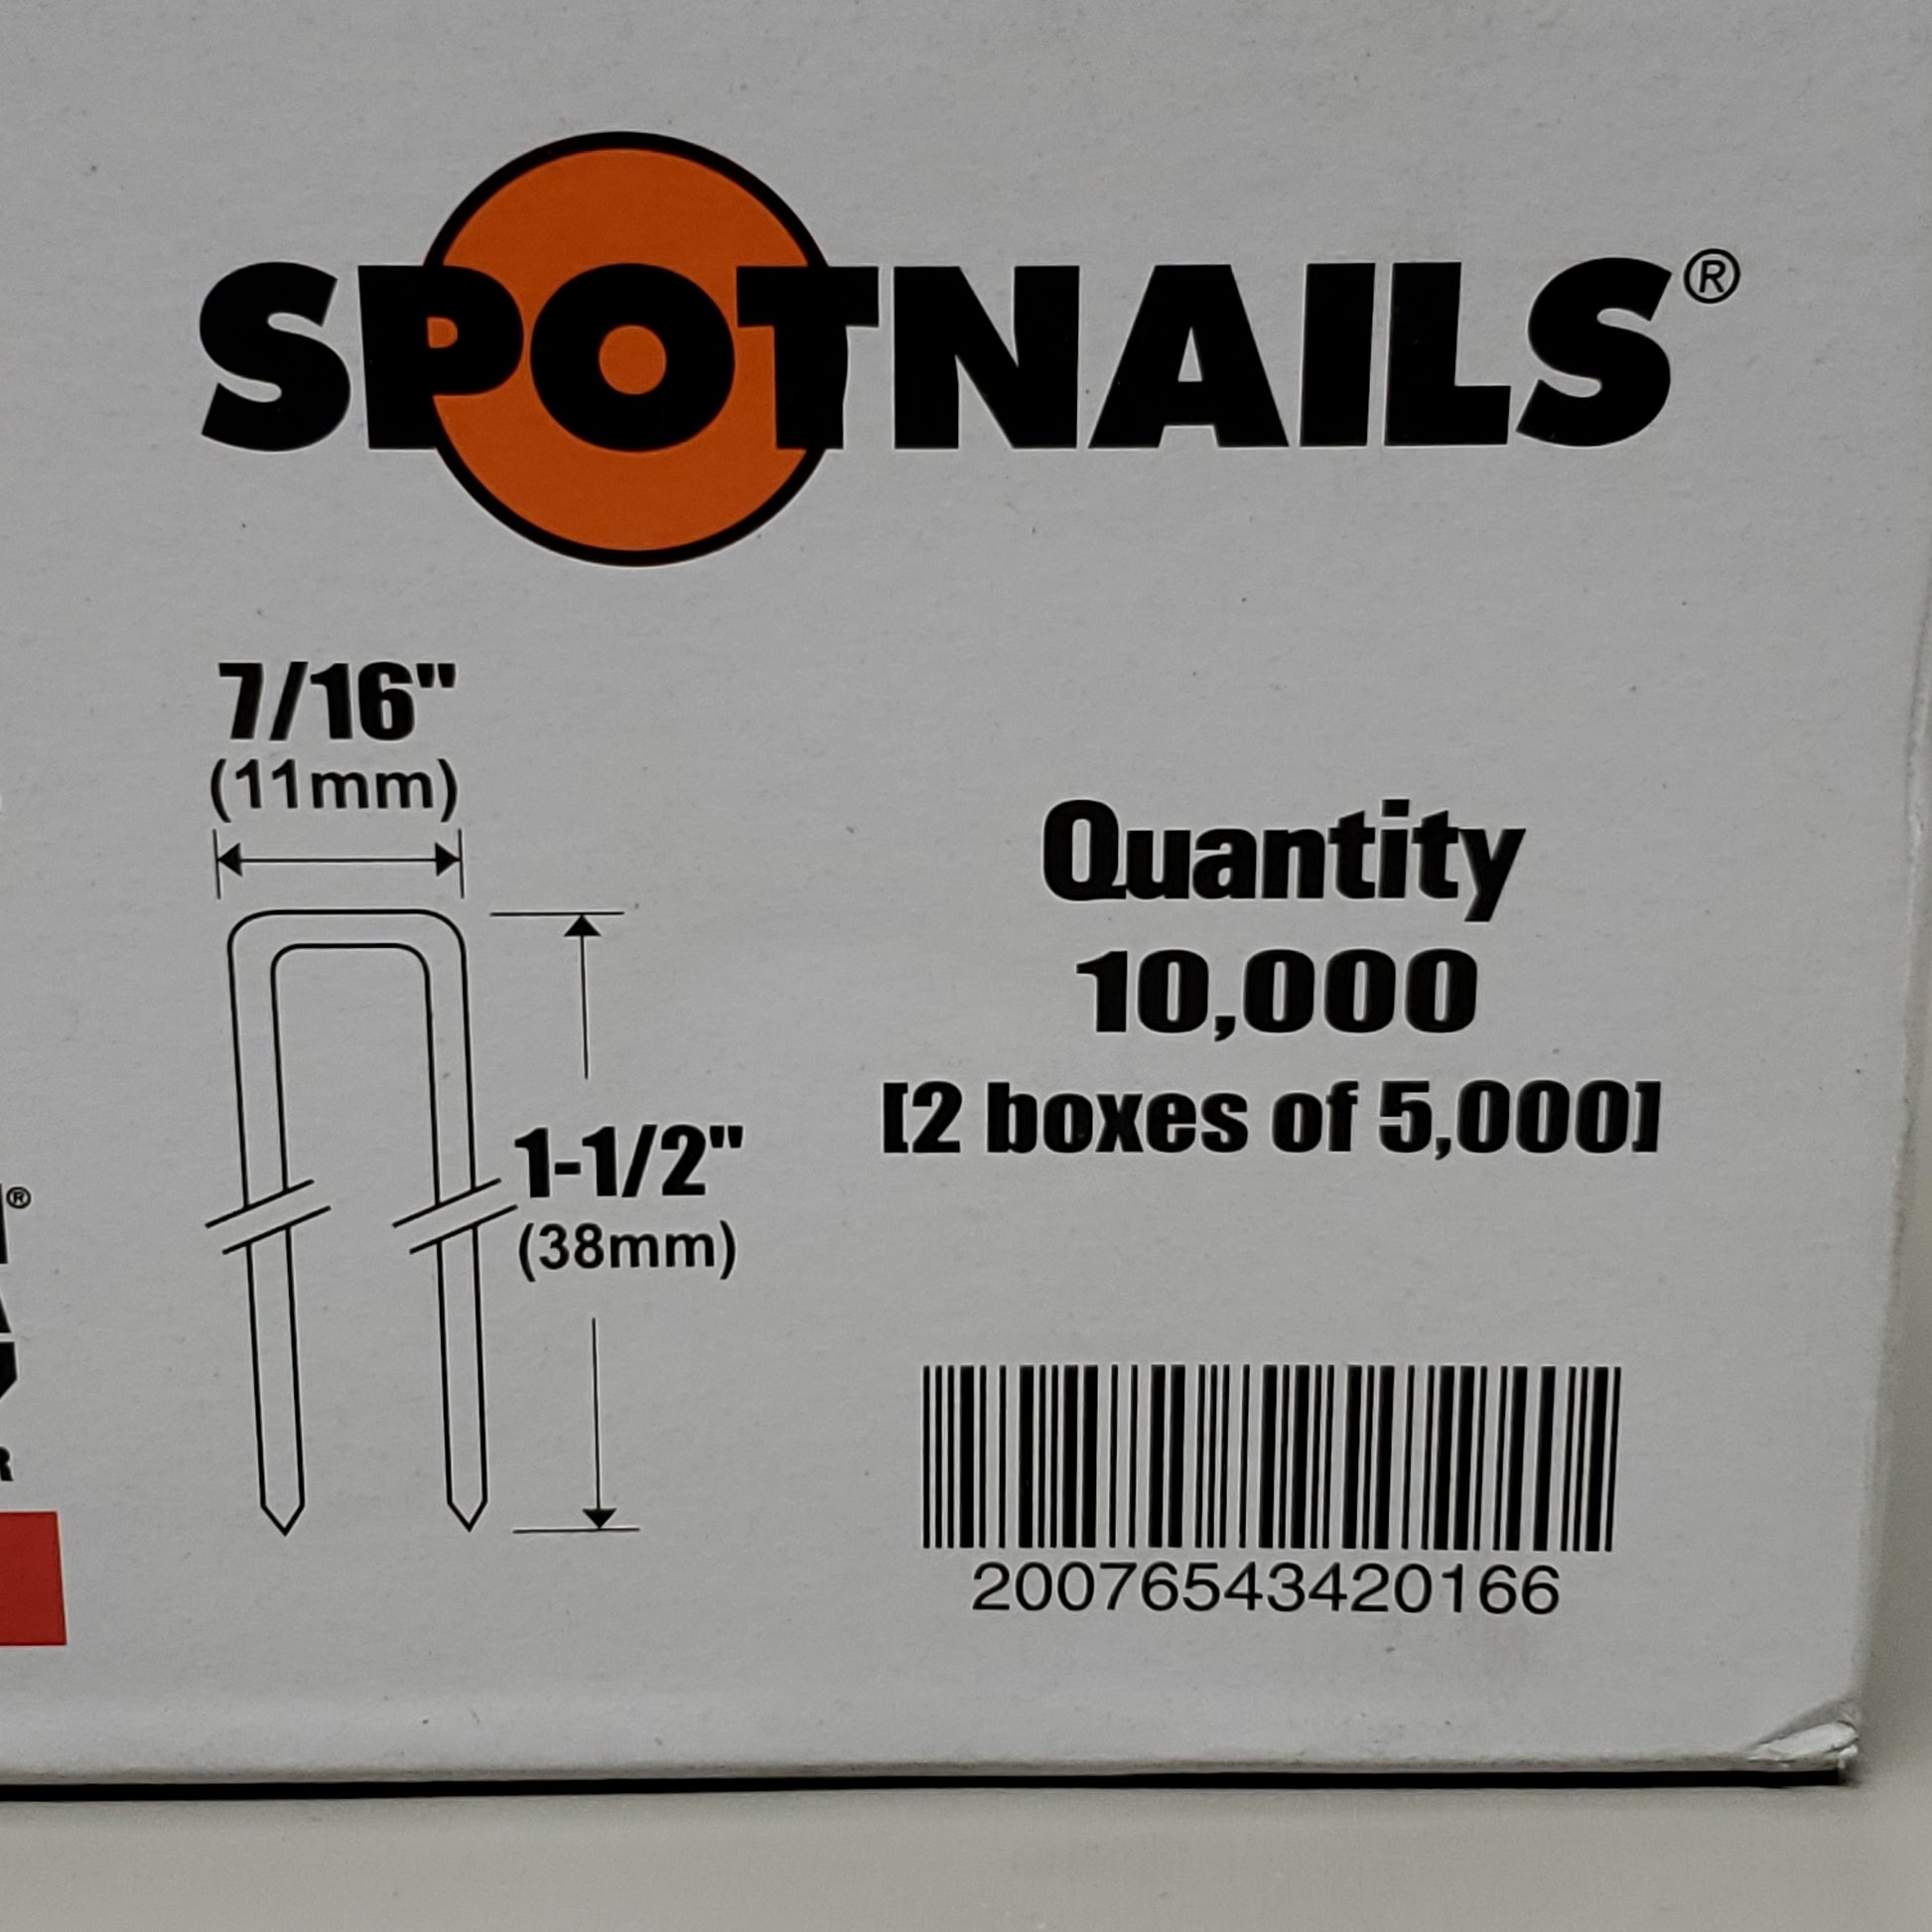 SPOTNAILS®
7/16"
(11mm)
1-1/2"
(38mm)
Quantity
10,000
[2 boxes of 5,000]
20076543420166
®
A
R